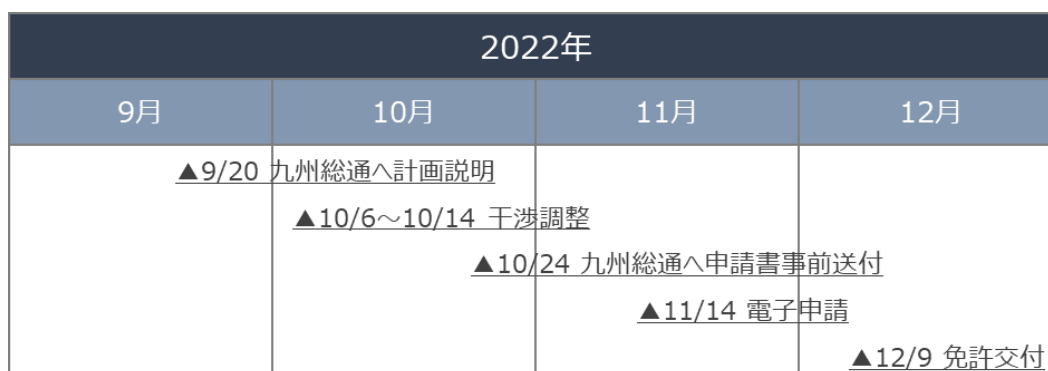 2022年
9月 10月 11月 12月
▲9/20 九州総通へ計画説明
▲10/6～10/14 干渉調整
▲10/24 九州総通へ申請書事前送付
▲11/14 電子申請
▲12/9 免許交付